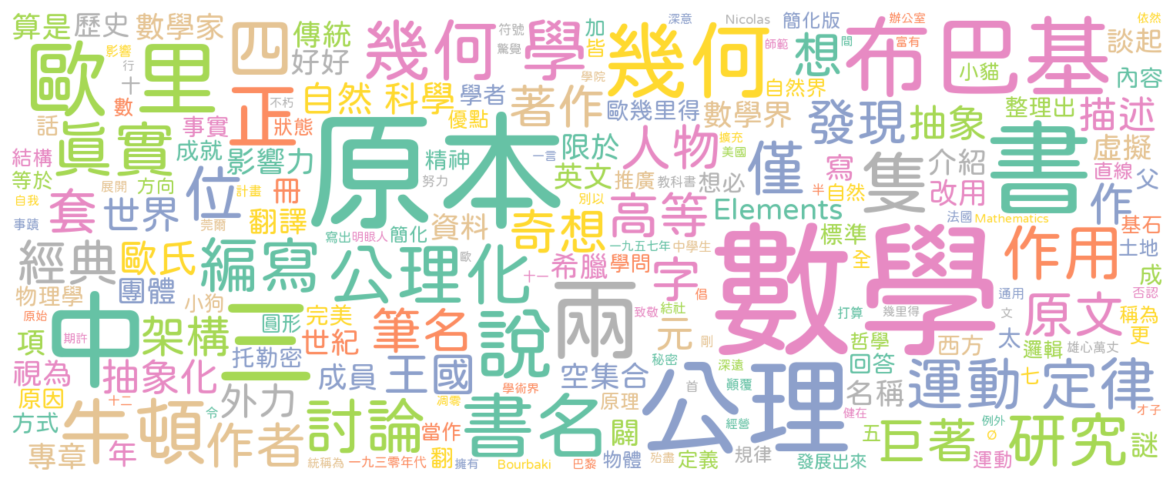 算是 歷史 數學家 四 傳統 幾何學 加 幾何 深意 Nicolas 簡化版 辦公室 依然
歐里 影響 好好 符號 驚覺 皆 想 師範 間 布巴基 富有 談起
行 十 小貓 內容
數 正 不朽 自然 科學 學者 學院 著作 歐幾里得 數學界 自然界 整理出 描述
話 眞實 事實 狀態 優點 原本 發現 抽象 書
結構 成就 影響力 精神 一言 限於 人物 擴充 美國 僅 寫 隻 介紹 虛擬
等於 展開 方向 計畫 冊 努力 英文 推廣 教科書 想必 半 自然 改用 直線 父
自我 套 世界 位 翻譯 簡化 資料 奇想 別以 高等 Elements 法國 Mathematics 作 基石
事蹟 莞爾 寫出 明眼人 歐 一九五七年 中學生 標準 全 土地
經典 歐氏 編寫 公理化 希臘 學問 字 數學 作用 成
物理學 團體 小狗 十一 致敬 倡 結社 幾里得 通用 否認
原始 期許 中 三 圓形 完美 說 兩 元 剛 打算 哲學 文 太 原文 稱為
項 架構 世紀 筆名 秘密 西方 邏輯 雄心萬丈 更
視為 抽象化 托勒密 成員 王國 空集合 深遠 回答 七 運動 定律
原因 十二 外力 學術界 原理 首 顛覆 名稱 十二 才子
方式 牛頓 令 作者 討論 當作 凋零 書名 闢 公理 經營 健在 五 巨著 例外 研究 謎
專章 年 統稱為 一九三零年代 翻 擁有 Bourbaki 巴黎 物體 殆盡 定義 規律 發展出來 運動 Ø